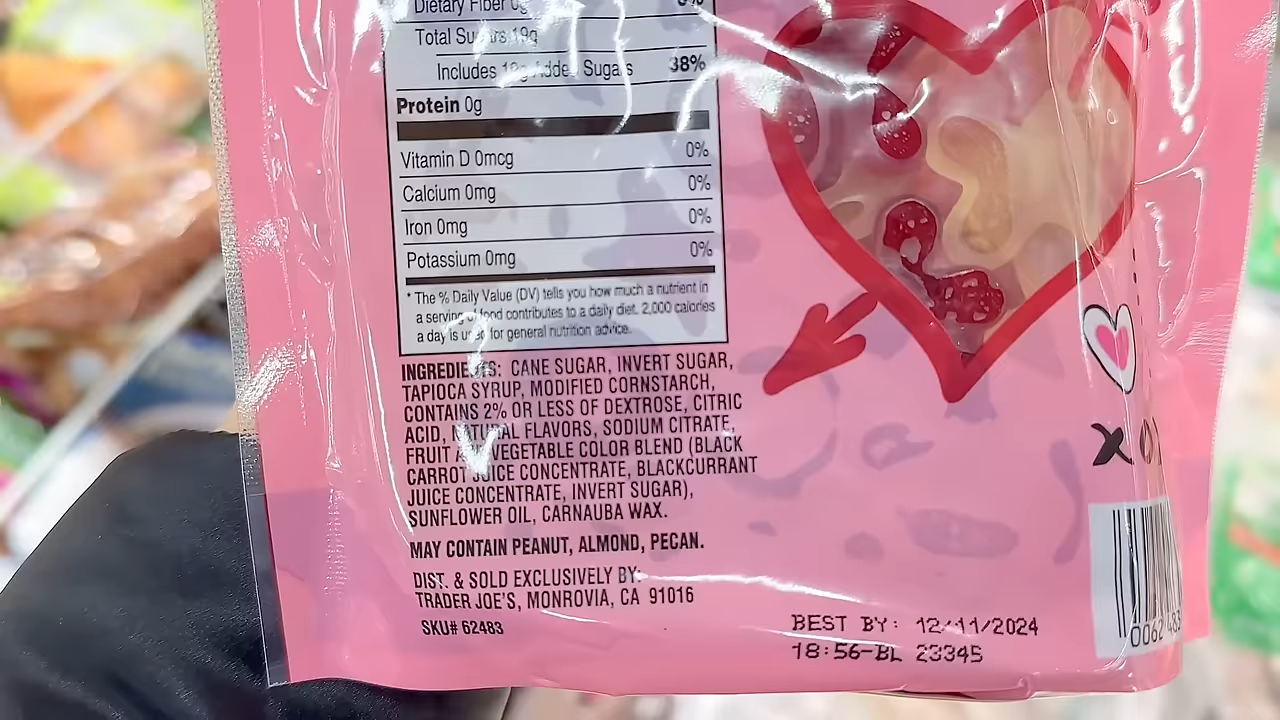 Dietary Fiber 0g
Total Sugars 19g
Includes 19g Added Sugars 38%
Protein 0g
Vitamin D 0mcg 0%
Calcium 0mg 0%
Iron 0mg 0%
Potassium 0mg 0%
* The % Daily Value (DV) tells you how much a nutrient in
a serving of food contributes to a daily diet. 2,000 calories
a day is used for general nutrition advice.
INGREDIENTS: CANE SUGAR, INVERT SUGAR,
TAPIOCA SYRUP, MODIFIED CORNSTARCH,
CONTAINS 2% OR LESS OF DEXTROSE, CITRIC
ACID, NATURAL FLAVORS, SODIUM CITRATE,
FRUIT AND VEGETABLE COLOR BLEND (BLACK
CARROT JUICE CONCENTRATE, BLACKCURRANT
JUICE CONCENTRATE, INVERT SUGAR),
SUNFLOWER OIL, CARNAUBA WAX.
MAY CONTAIN PEANUT, ALMOND, PECAN.
DIST. & SOLD EXCLUSIVELY BY:
TRADER JOE'S, MONROVIA, CA 91016
SKU# 62483
BEST BY: 12/11/2024
18:56-BL 23345